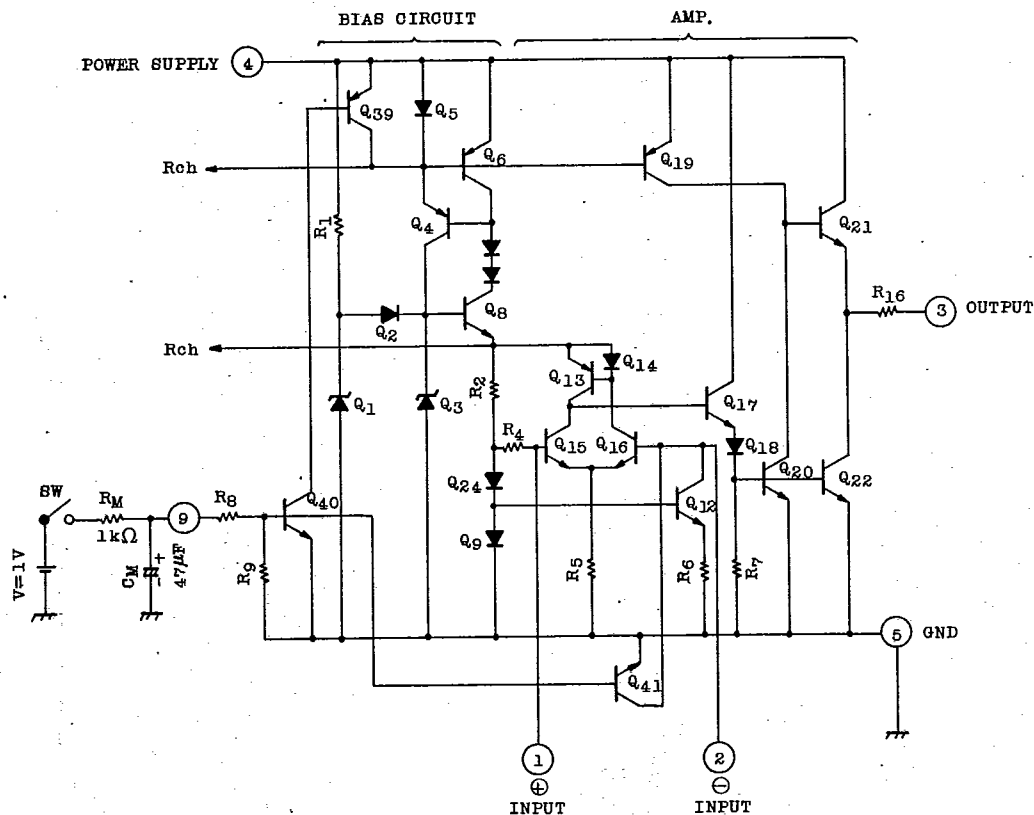 BIAS CIRCUIT
AMP.
POWER SUPPLY 4
Q39
Q5
Q6
Q19
Rch
R1
Q4
Q21
Q8
Q2
R16
3 OUTPUT
Rch
Q14
Q13
R2
Q1
Q3
Q17
R4
Q15
Q16
Q18
Q24
Q20
Q22
SW
RM
1kΩ
9
R8
Q40
Q12
Q9
V=1V
CM
47μF
+
−
R9
R5
R6
R7
5 GND
Q41
1
2
⊕
⊖
INPUT
INPUT